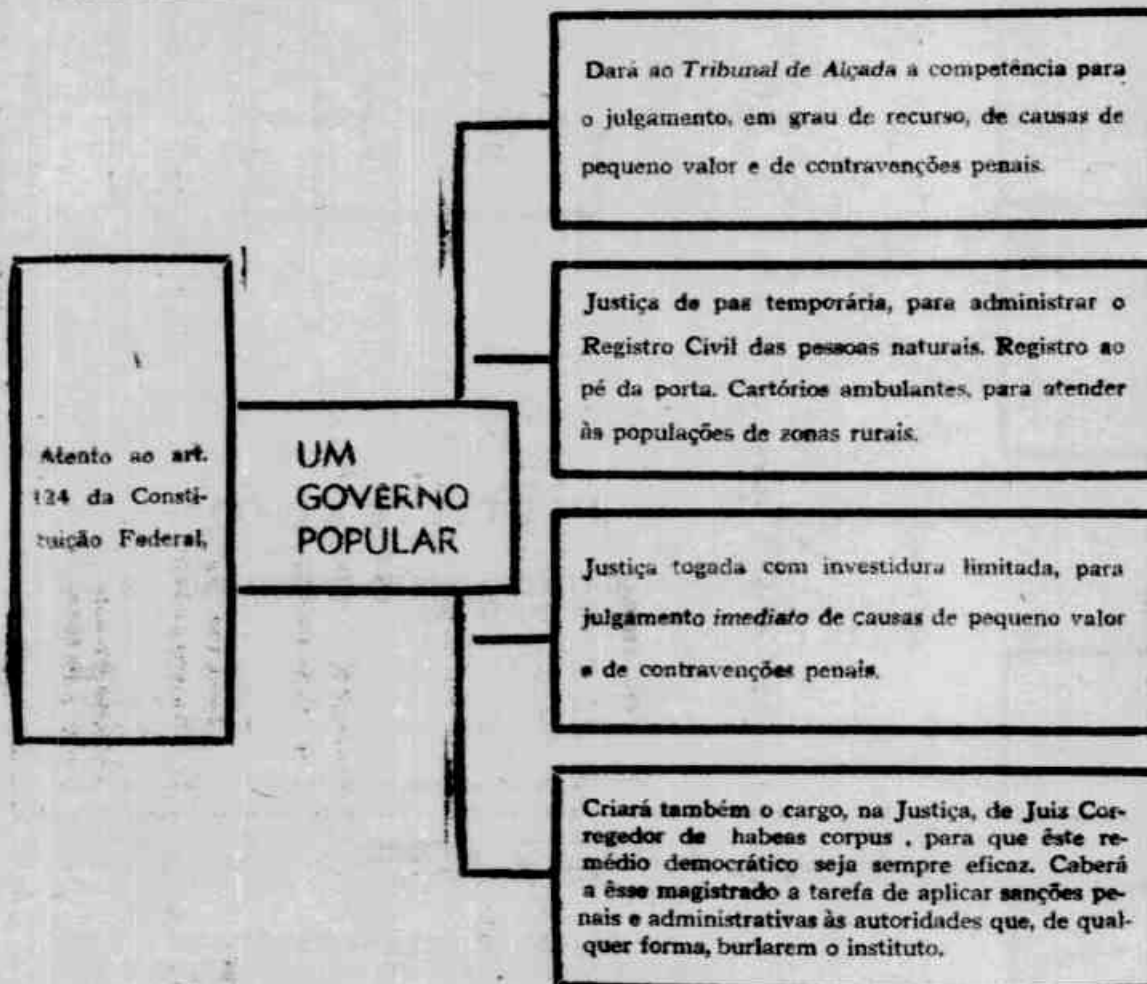 Atento ao art.
124 da Consti-
tuição Federal,
UM
GOVÊRNO
POPULAR
Dará ao Tribunal de Alçada a competência para
o julgamento, em grau de recurso, de causas de
pequeno valor e de contravenções penais.
Justiça de paz temporária, para administrar o
Registro Civil das pessoas naturais. Registro ao
pé da porta. Cartórios ambulantes, para atender
às populações de zonas rurais.
Justiça togada com investidura limitada, para
julgamento imediato de causas de pequeno valor
e de contravenções penais.
Criará também o cargo, na Justiça, de Juiz Cor-
regedor de habeas corpus , para que êste re-
médio democrático seja sempre eficaz. Caberá
a êsse magistrado a tarefa de aplicar sanções pe-
nais e administrativas às autoridades que, de qual-
quer forma, burlarem o instituto.